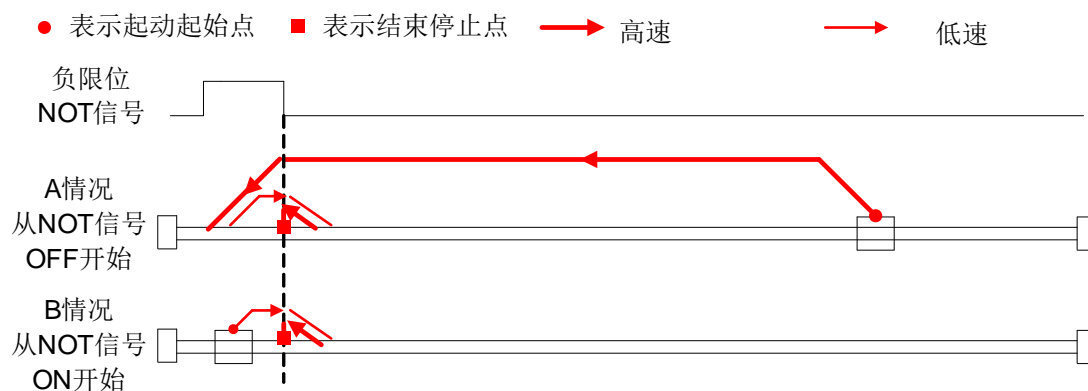 表示起动起始点 表示结束停止点 高速 低速
负限位
NOT信号
A情况
从NOT信号
OFF开始
B情况
从NOT信号
ON开始